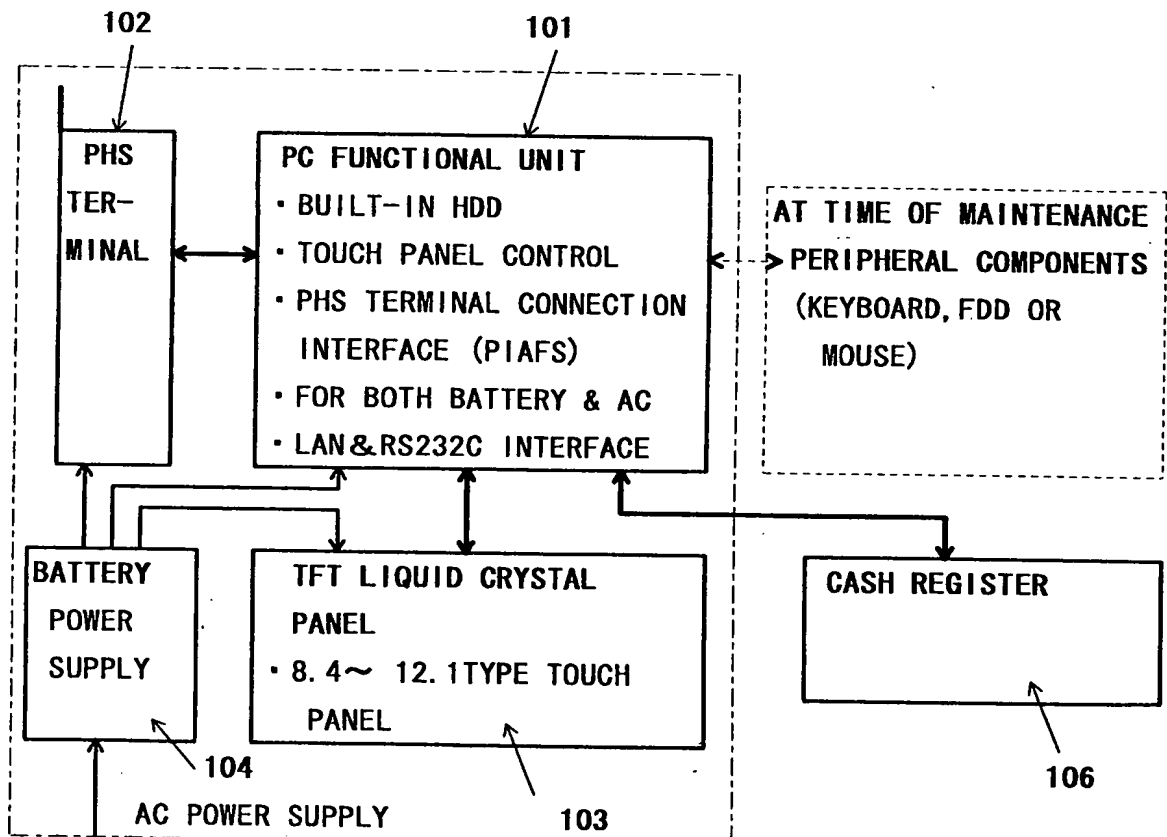 102
101
PHS
TER-
MINAL
PC FUNCTIONAL UNIT
・BUILT-IN HDD
・TOUCH PANEL CONTROL
・PHS TERMINAL CONNECTION
INTERFACE (PIAFS)
・FOR BOTH BATTERY & AC
・LAN&RS232C INTERFACE
AT TIME OF MAINTENANCE
PERIPHERAL COMPONENTS
(KEYBOARD, FDD OR
MOUSE)
BATTERY
POWER
SUPPLY
TFT LIQUID CRYSTAL
PANEL
・8.4〜 12.1TYPE TOUCH
PANEL
CASH REGISTER
104
AC POWER SUPPLY
103
106